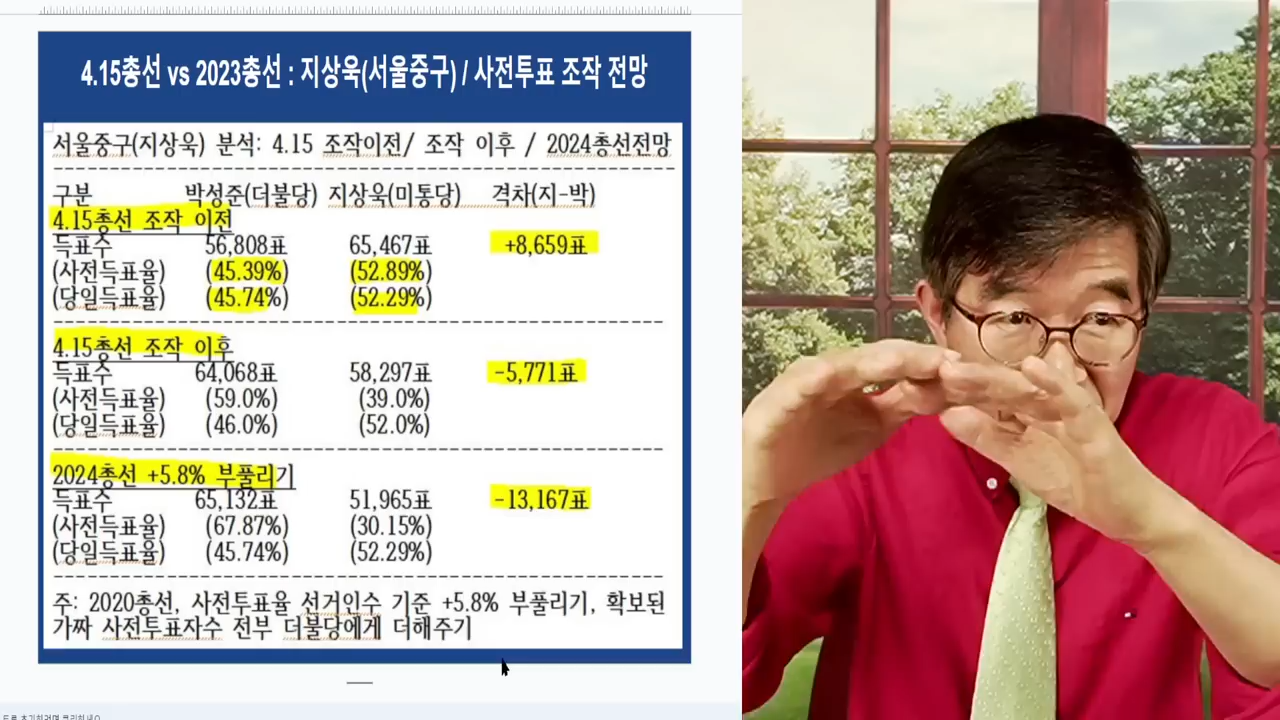 4.15총선 vs 2023총선 : 지상욱(서울중구) / 사전투표 조작 전망
서울중구(지상욱) 분석: 4.15 조작이전/ 조작 이후 / 2024총선전망
구분 박성준(더불당) 지상욱(미통당) 격차(지-박)
4.15총선 조작 이전
득표수 56,808표 65,467표 +8,659표
(사전득표율) (45.39%) (52.89%)
(당일득표율) (45.74%) (52.29%)
4.15총선 조작 이후
득표수 64,068표 58,297표 -5,771표
(사전득표율) (59.0%) (39.0%)
(당일득표율) (46.0%) (52.0%)
2024총선 +5.8% 부풀리기
득표수 65,132표 51,965표 -13,167표
(사전득표율) (67.87%) (30.15%)
(당일득표율) (45.74%) (52.29%)
주: 2020총선, 사전투표율 선거인수 기준 +5.8% 부풀리기, 확보된
가짜 사전투표자수 전부 더불당에게 더해주기